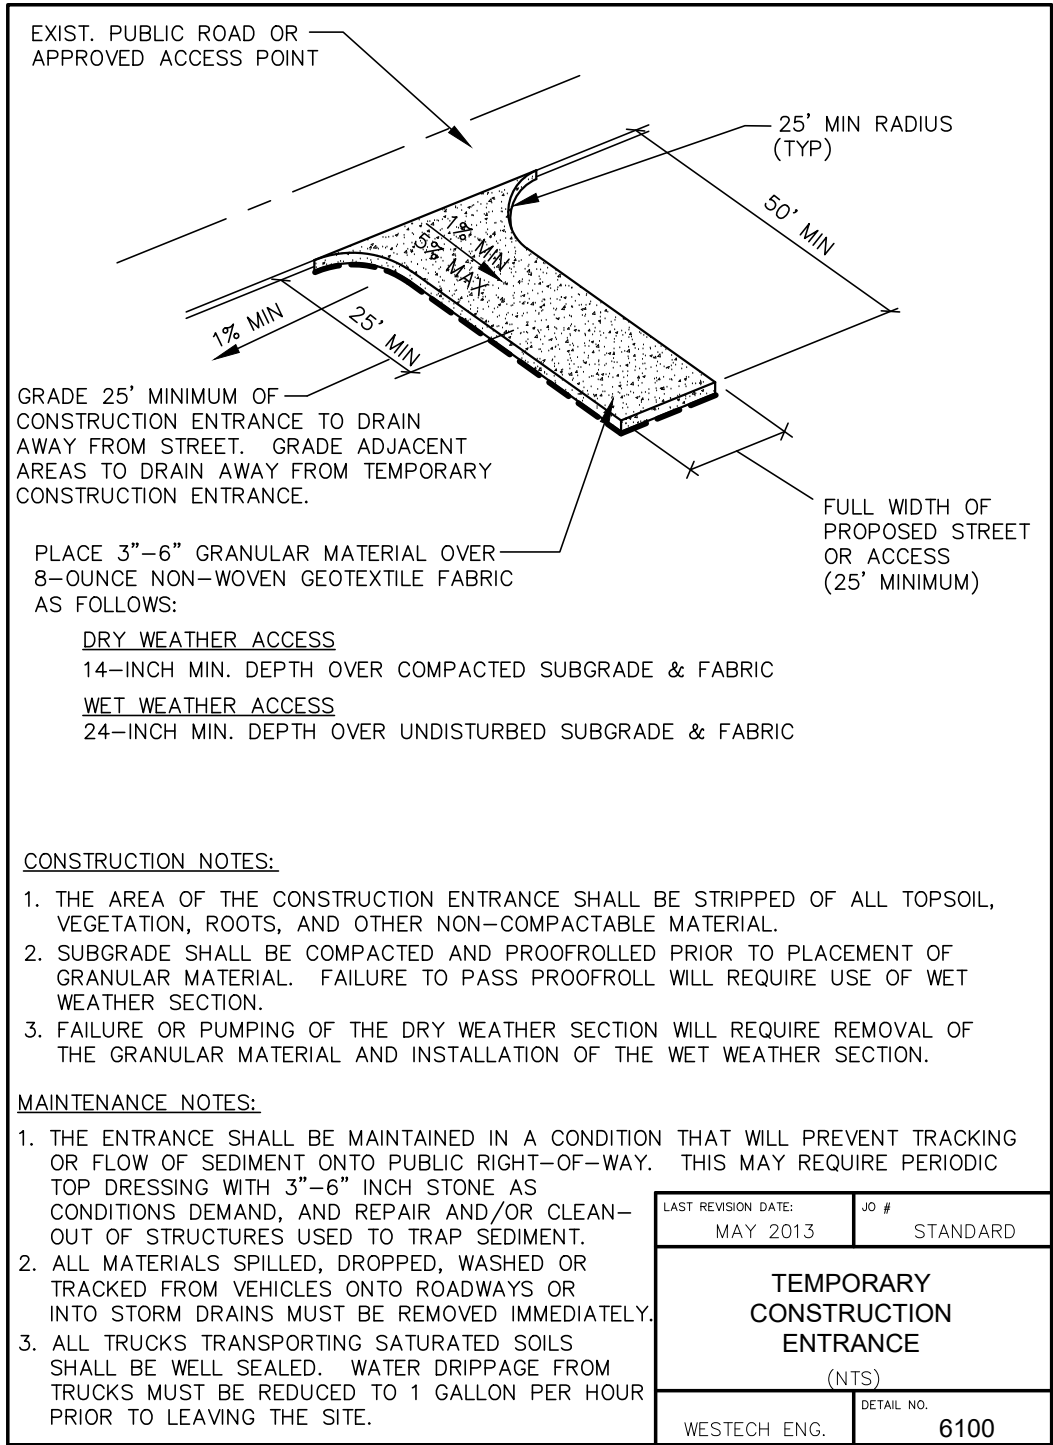 EXIST. PUBLIC ROAD OR
APPROVED ACCESS POINT
25' MIN RADIUS
(TYP)
50' MIN
1% MIN
5% MAX
1% MIN
25' MIN
GRADE 25' MINIMUM OF
CONSTRUCTION ENTRANCE TO DRAIN
AWAY FROM STREET. GRADE ADJACENT
AREAS TO DRAIN AWAY FROM TEMPORARY
CONSTRUCTION ENTRANCE.
FULL WIDTH OF
PROPOSED STREET
OR ACCESS
(25' MINIMUM)
PLACE 3"-6" GRANULAR MATERIAL OVER
8-OUNCE NON-WOVEN GEOTEXTILE FABRIC
AS FOLLOWS:
DRY WEATHER ACCESS
14-INCH MIN. DEPTH OVER COMPACTED SUBGRADE & FABRIC
WET WEATHER ACCESS
24-INCH MIN. DEPTH OVER UNDISTURBED SUBGRADE & FABRIC
CONSTRUCTION NOTES:
1. THE AREA OF THE CONSTRUCTION ENTRANCE SHALL BE STRIPPED OF ALL TOPSOIL,
VEGETATION, ROOTS, AND OTHER NON-COMPACTABLE MATERIAL.
2. SUBGRADE SHALL BE COMPACTED AND PROOFROLLED PRIOR TO PLACEMENT OF
GRANULAR MATERIAL. FAILURE TO PASS PROOFROLL WILL REQUIRE USE OF WET
WEATHER SECTION.
3. FAILURE OR PUMPING OF THE DRY WEATHER SECTION WILL REQUIRE REMOVAL OF
THE GRANULAR MATERIAL AND INSTALLATION OF THE WET WEATHER SECTION.
MAINTENANCE NOTES:
1. THE ENTRANCE SHALL BE MAINTAINED IN A CONDITION THAT WILL PREVENT TRACKING
OR FLOW OF SEDIMENT ONTO PUBLIC RIGHT-OF-WAY. THIS MAY REQUIRE PERIODIC
TOP DRESSING WITH 3"-6" INCH STONE AS
CONDITIONS DEMAND, AND REPAIR AND/OR CLEAN-
OUT OF STRUCTURES USED TO TRAP SEDIMENT.
2. ALL MATERIALS SPILLED, DROPPED, WASHED OR
TRACKED FROM VEHICLES ONTO ROADWAYS OR
INTO STORM DRAINS MUST BE REMOVED IMMEDIATELY.
3. ALL TRUCKS TRANSPORTING SATURATED SOILS
SHALL BE WELL SEALED. WATER DRIPPAGE FROM
TRUCKS MUST BE REDUCED TO 1 GALLON PER HOUR
PRIOR TO LEAVING THE SITE.
LAST REVISION DATE:
MAY 2013
JO #
STANDARD
TEMPORARY
CONSTRUCTION
ENTRANCE
(NTS)
WESTECH ENG.
DETAIL NO.
6100